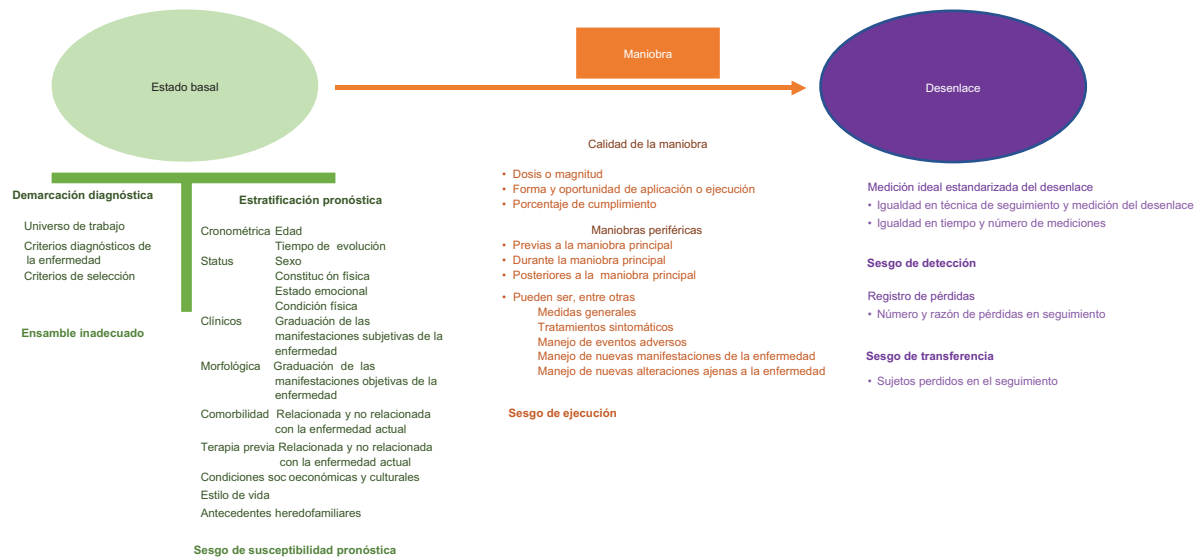 Estado basal
Maniobra
Desenlace
Demarcación diagnóstica
Universo de trabajo
Criterios diagnósticos de
la enfermedad
Criterios de selección
Ensamble inadecuado
Estratificación pronóstica
Cronométrica Edad
Tiempo de evolución
Status Sexo
Constituc ón física
Estado emocional
Condición física
Clínicos Graduación de las
manifestaciones subjetivas de la
enfermedad
Morfológica Graduación de las
manifestaciones objetivas de la
enfermedad
Comorbilidad Relacionada y no relacionada
con la enfermedad actual
Terapia previa Relacionada y no relacionada
con la enfermedad actual
Condiciones soc oeconómicas y culturales
Estilo de vida
Antecedentes heredofamiliares
Sesgo de susceptibilidad pronóstica
Calidad de la maniobra
• Dosis o magnitud
• Forma y oportunidad de aplicación o ejecución
• Porcentaje de cumplimiento
Maniobras periféricas
• Previas a la maniobra principal
• Durante la maniobra principal
• Posteriores a la maniobra principal
• Pueden ser, entre otras
Medidas generales
Tratamientos sintomáticos
Manejo de eventos adversos
Manejo de nuevas manifestaciones de la enfermedad
Manejo de nuevas alteraciones ajenas a la enfermedad
Sesgo de ejecución
Medición ideal estandarizada del desenlace
• Igualdad en técnica de seguimiento y medición del desenlace
• Igualdad en tiempo y número de mediciones
Sesgo de detección
Registro de pérdidas
• Número y razón de pérdidas en seguimiento
Sesgo de transferencia
• Sujetos perdidos en el seguimiento